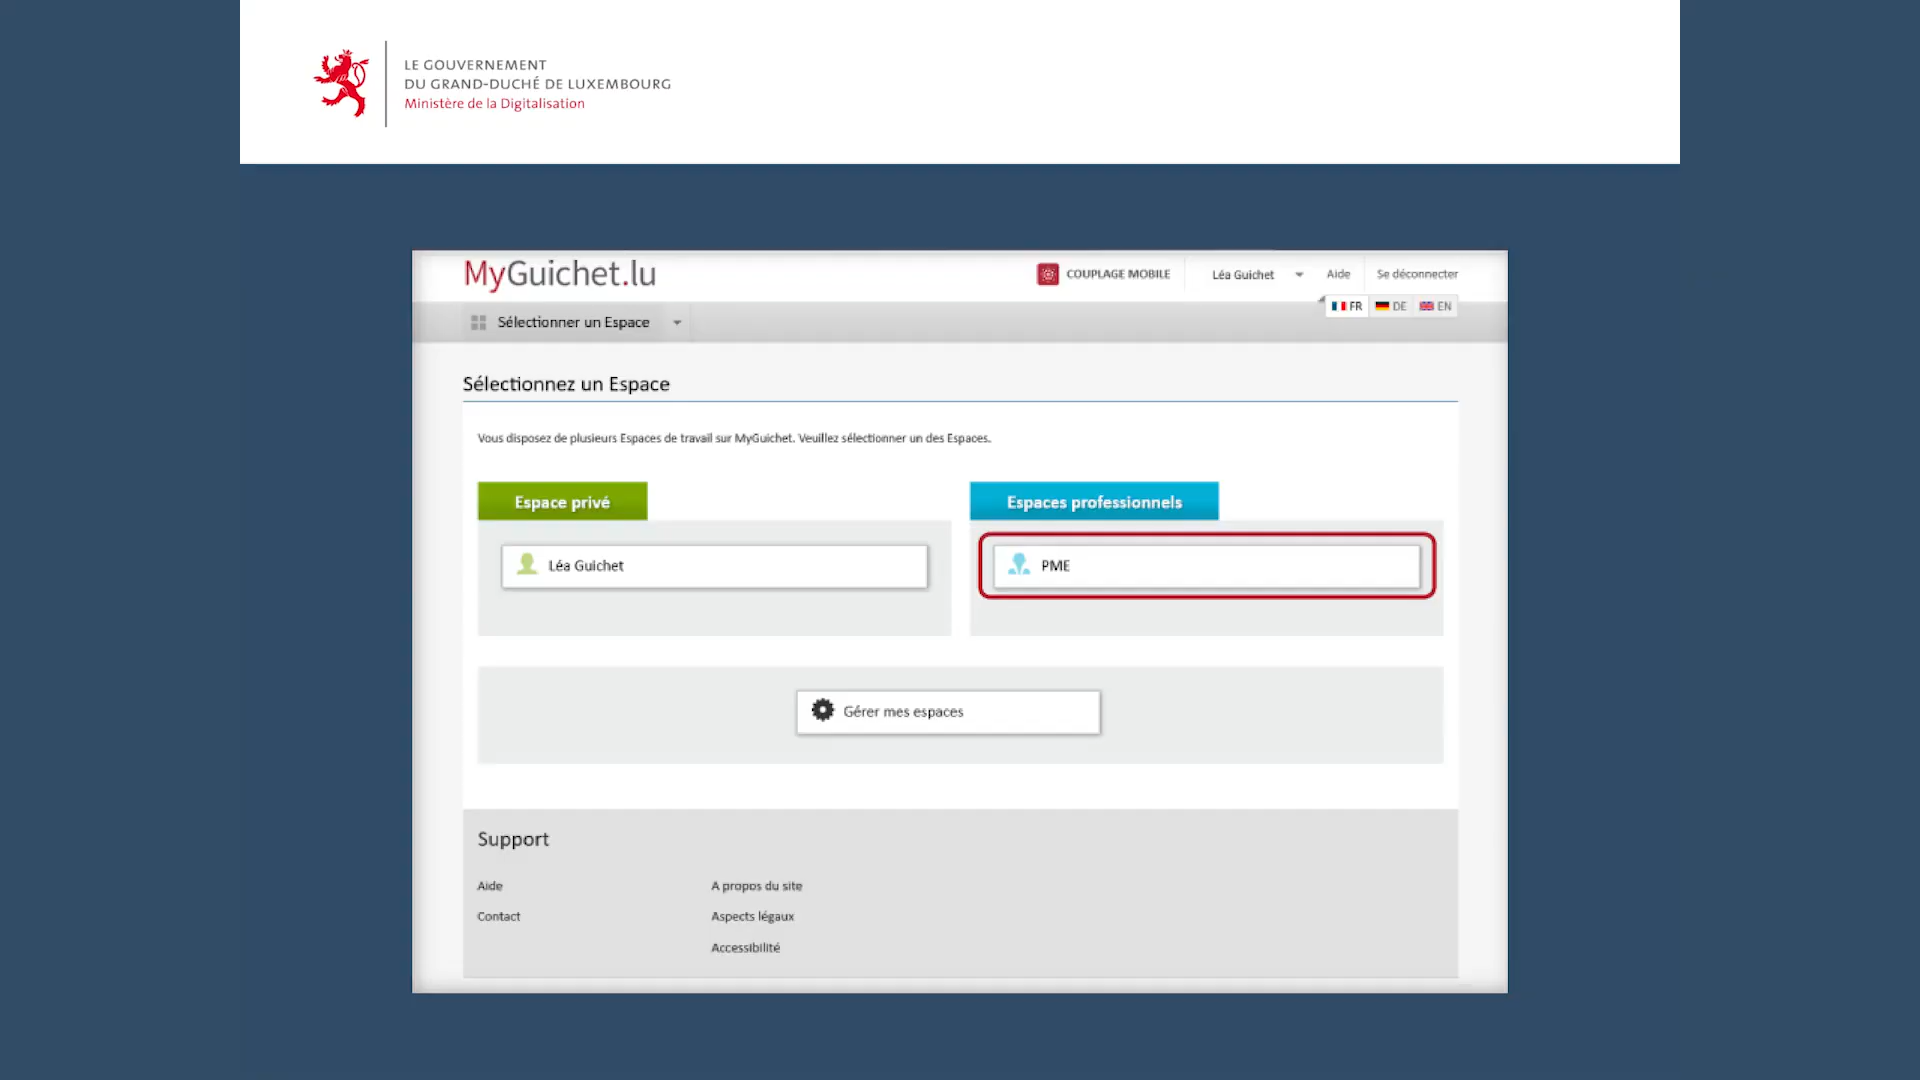 LE GOUVERNEMENT
DU GRAND-DUCHÉ DE LUXEMBOURG
Ministère de la Digitalisation
MyGuichet.lu
COUPLAGE MOBILE
Léa Guichet
Aide
Se déconnecter
FR
DE
EN
Sélectionner un Espace
Sélectionnez un Espace
Vous disposez de plusieurs Espaces de travail sur MyGuichet. Veuillez sélectionner un des Espaces.
Espace privé
Espaces professionnels
Léa Guichet
PME
Gérer mes espaces
Support
Aide
A propos du site
Contact
Aspects légaux
Accessibilité